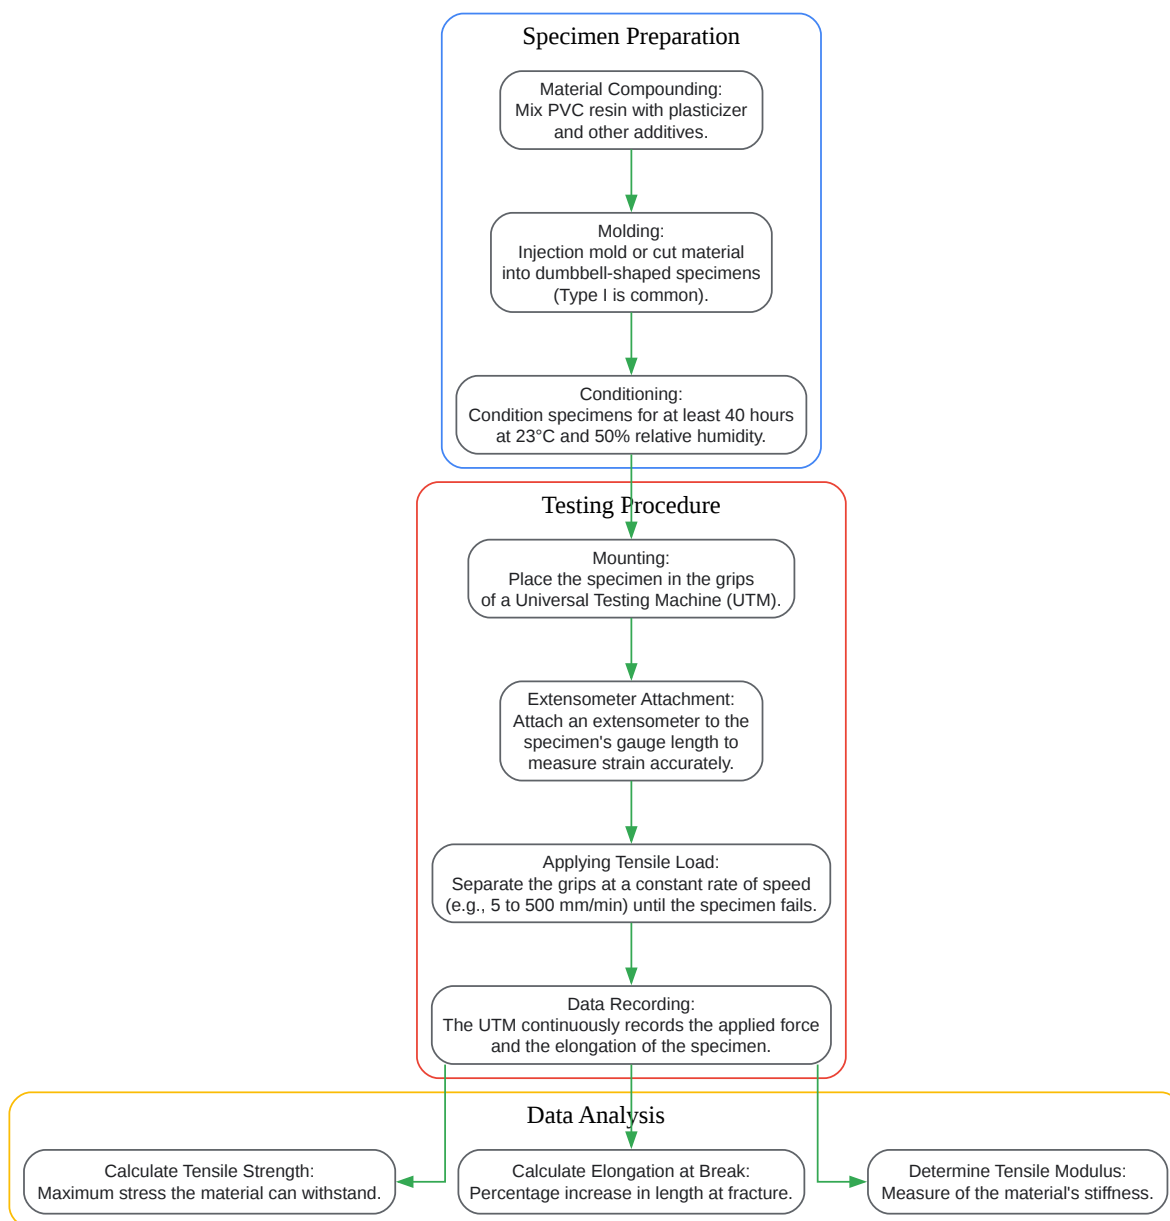 Specimen Preparation
Material Compounding:
Mix PVC resin with plasticizer
and other additives.
Molding:
Injection mold or cut material
into dumbbell-shaped specimens
(Type I is common).
Conditioning:
Condition specimens for at least 40 hours
at 23°C and 50% relative humidity.
Testing Procedure
Mounting:
Place the specimen in the grips
of a Universal Testing Machine (UTM).
Extensometer Attachment:
Attach an extensometer to the
specimen's gauge length to
measure strain accurately.
Applying Tensile Load:
Separate the grips at a constant rate of speed
(e.g., 5 to 500 mm/min) until the specimen fails.
Data Recording:
The UTM continuously records the applied force
and the elongation of the specimen.
Data Analysis
Calculate Tensile Strength:
Maximum stress the material can withstand.
Calculate Elongation at Break:
Percentage increase in length at fracture.
Determine Tensile Modulus:
Measure of the material's stiffness.